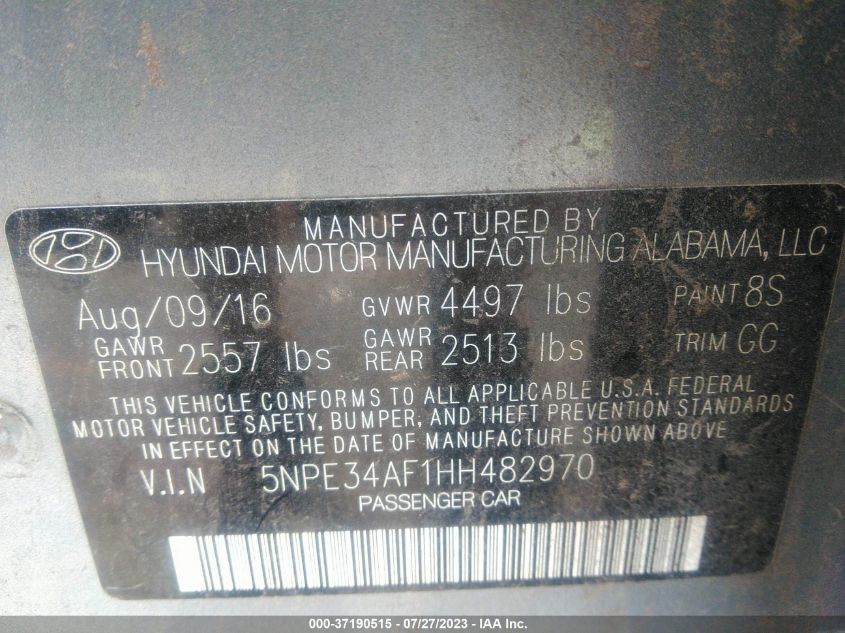 MANUFACTURED BY
HYUNDAI MOTOR MANUFACTURING ALABAMA, LLC
Aug/09/16 GVWR 4497 lbs PAINT 8S
GAWR FRONT 2557 lbs GAWR REAR 2513 lbs TRIM GG
THIS VEHICLE CONFORMS TO ALL APPLICABLE U.S.A. FEDERAL
MOTOR VEHICLE SAFETY, BUMPER, AND THEFT PREVENTION STANDARDS
IN EFFECT ON THE DATE OF MANUFACTURE SHOWN ABOVE
V.I.N 5NPE34AF1HH482970
PASSENGER CAR
000-37190515 - 07/27/2023 - © IAA Inc.